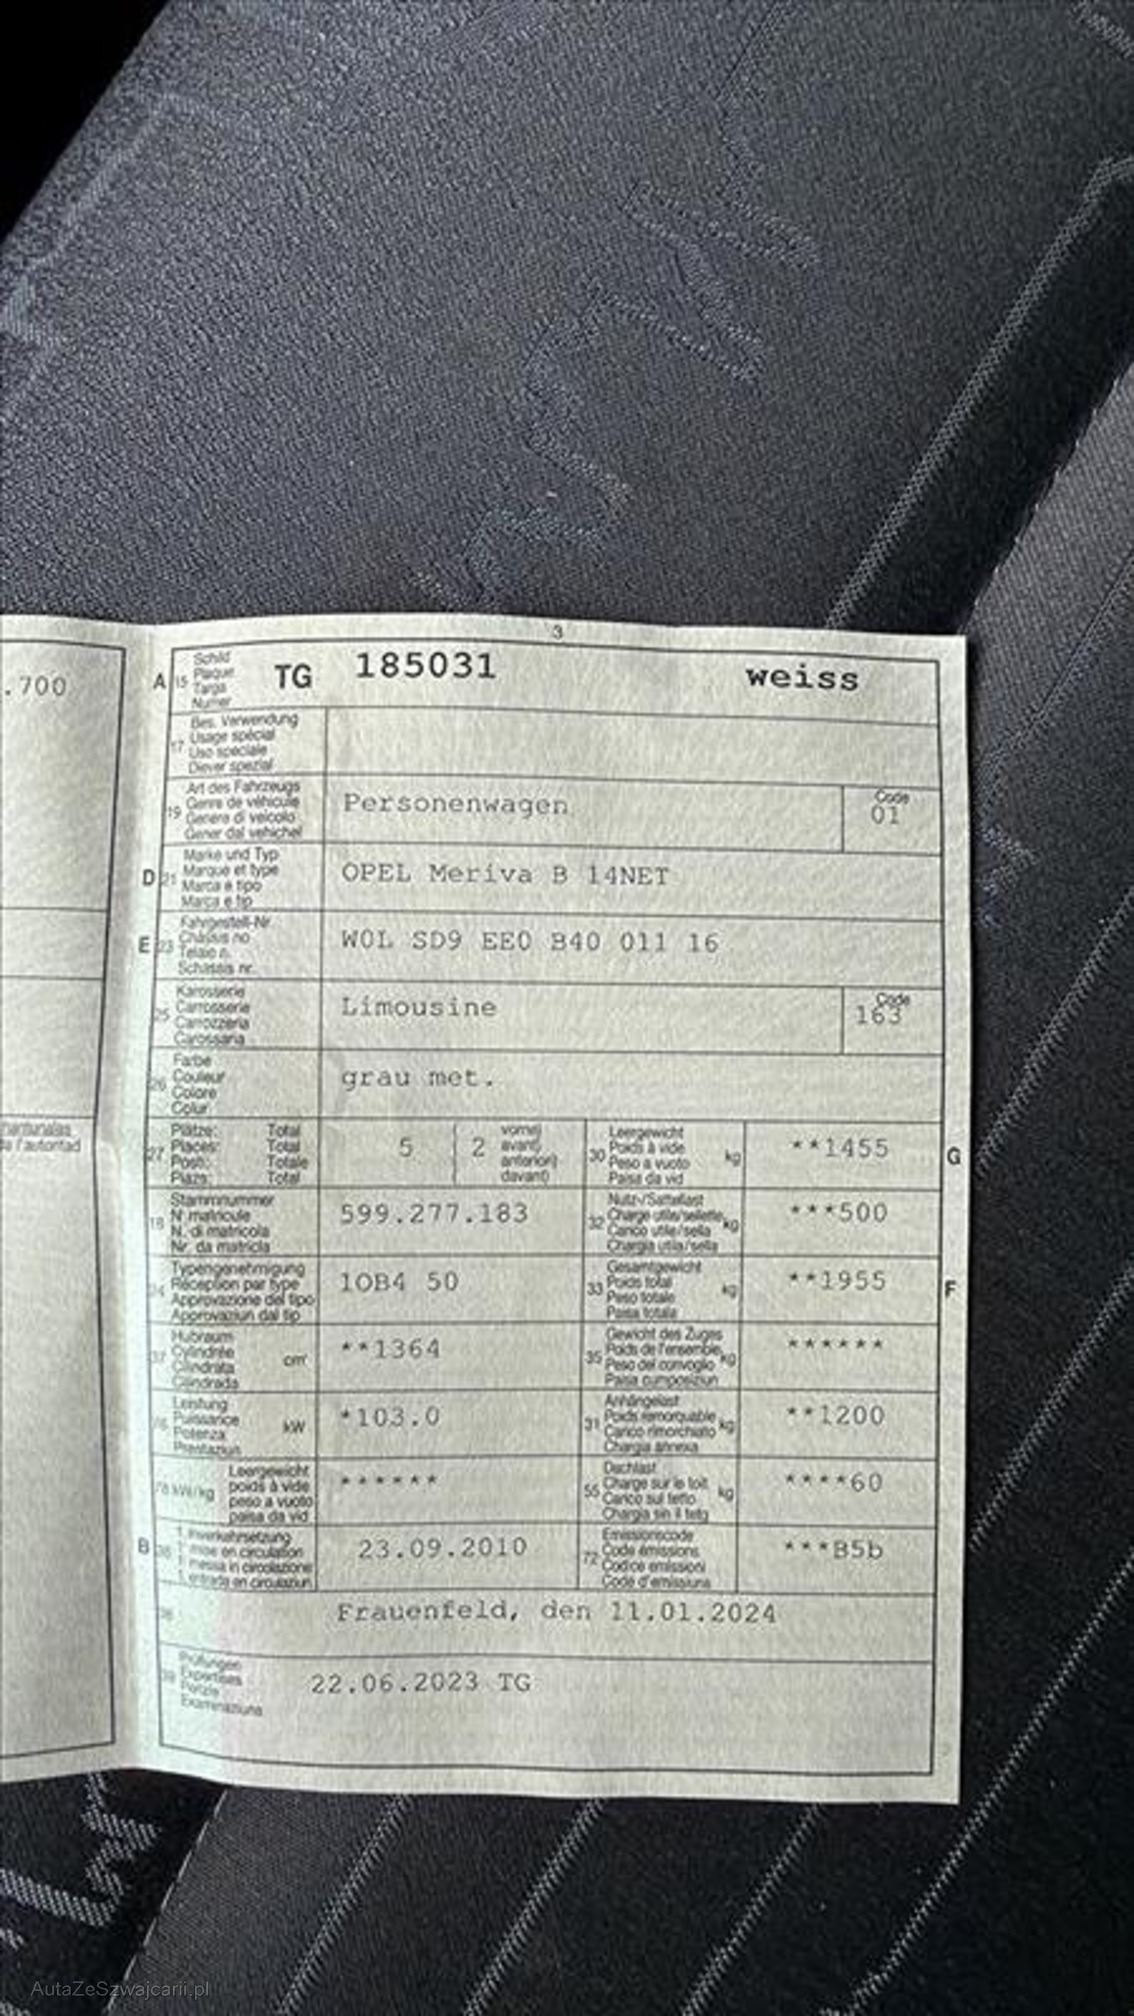 3
.700
A 15 Schild
Plaque
Targa
Numer
TG 185031 weiss
17 Bes. Verwendung
Usage spécial
Uso speciale
Diever spezial
19 Art des Fahrzeugs
Genre de véhicule
Genere di veicolo
Gener dal vehichel
Personenwagen
Code
01
D 21 Marke und Typ
Marque et type
Marca e tipo
Marca e tip
OPEL Meriva B 14NET
E 23 Fahrgestell-Nr.
Châssis no
Telaio n.
Schassis nr.
W0L SD9 EE0 B40 011 16
25 Karosserie
Carrosserie
Carrozzeria
Carossaria
Limousine
Code
163
26 Farbe
Couleur
Colore
Colur
grau met.
27 Plätze: Total
Places: Total
Posti: Totale
Plazs: Total
5 2 vorne)
avant)
anteriori)
davant)
30 Leergewicht
Poids à vide
Peso a vuoto
Paisa da vid
kg
**1455
G
18 Stammnummer
N° matricule
N. di matricola
Nr. da matricla
599.277.183
32 Nutz-/Sattellast
Charge utile/sellette
Carico utile/sella
Chargia utila/sella
kg
***500
24 Typengenehmigung
Réception par type
Approvazione del tipo
Approvaziun dal tip
1OB4 50
33 Gesamtgewicht
Poids total
Peso totale
Paisa totala
kg
**1955
F
37 Hubraum
Cylindrée
Cilindrata
Cilindrada
cm³
**1364
35 Gewicht des Zuges
Poids de l'ensemble
Peso del convoglio
Paisa cumposiziun
kg
******
76 Leistung
Puissance
Potenza
Prestaziun
kW
*103.0
31 Anhängelast
Poids remorquable
Carico rimorchiato
Chargia annexa
kg
**1200
78 kW/kg Leergewicht
poids à vide
peso a vuoto
paisa da vid
******
55 Dachlast
Charge sur le toit
Carico sul tetto
Chargia sin il tetg
kg
****60
B 36 1. Inverkehrsetzung
1. mise en circulation
1. messa in circolazione
1. entrada en circulaziun
23.09.2010
72 Emissionscode
Code émissions
Codice emissioni
Code d'emissiuns
***B5b
38 Frauenfeld, den 11.01.2024
39 Prüfungen
Expertises
Perizie
Examinaziuns
22.06.2023 TG
AutaZeSzwajcarii.pl